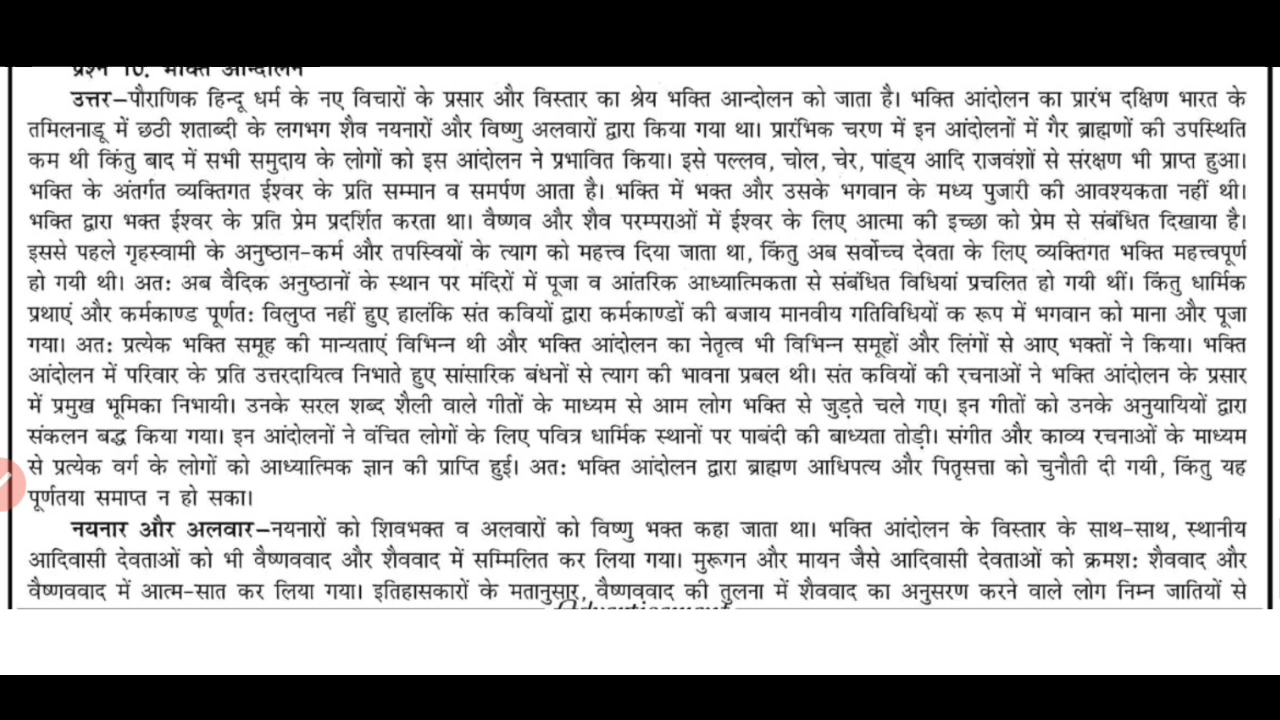 प्रश्न 10. भक्ति आन्दोलन
उत्तर–पौराणिक हिन्दू धर्म के नए विचारों के प्रसार और विस्तार का श्रेय भक्ति आन्दोलन को जाता है। भक्ति आंदोलन का प्रारंभ दक्षिण भारत के
तमिलनाडू में छठी शताब्दी के लगभग शैव नयनारों और विष्णु अलवारों द्वारा किया गया था। प्रारंभिक चरण में इन आंदोलनों में गैर ब्राह्मणों की उपस्थिति
कम थी किंतु बाद में सभी समुदाय के लोगों को इस आंदोलन ने प्रभावित किया। इसे पल्लव, चोल, चेर, पांड्य आदि राजवंशों से संरक्षण भी प्राप्त हुआ।
भक्ति के अंतर्गत व्यक्तिगत ईश्वर के प्रति सम्मान व समर्पण आता है। भक्ति में भक्त और उसके भगवान के मध्य पुजारी की आवश्यकता नहीं थी।
भक्ति द्वारा भक्त ईश्वर के प्रति प्रेम प्रदर्शित करता था। वैष्णव और शैव परम्पराओं में ईश्वर के लिए आत्मा की इच्छा को प्रेम से संबंधित दिखाया है।
इससे पहले गृहस्वामी के अनुष्ठान-कर्म और तपस्वियों के त्याग को महत्त्व दिया जाता था, किंतु अब सर्वोच्च देवता के लिए व्यक्तिगत भक्ति महत्त्वपूर्ण
हो गयी थी। अतः अब वैदिक अनुष्ठानों के स्थान पर मंदिरों में पूजा व आंतरिक आध्यात्मिकता से संबंधित विधियां प्रचलित हो गयी थीं। किंतु धार्मिक
प्रथाएं और कर्मकाण्ड पूर्णतः विलुप्त नहीं हुए हालंकि संत कवियों द्वारा कर्मकाण्डों की बजाय मानवीय गतिविधियों क रूप में भगवान को माना और पूजा
गया। अतः प्रत्येक भक्ति समूह की मान्यताएं विभिन्न थी और भक्ति आंदोलन का नेतृत्व भी विभिन्न समूहों और लिंगों से आए भक्तों ने किया। भक्ति
आंदोलन में परिवार के प्रति उत्तरदायित्व निभाते हुए सांसारिक बंधनों से त्याग की भावना प्रबल थी। संत कवियों की रचनाओं ने भक्ति आंदोलन के प्रसार
में प्रमुख भूमिका निभायी। उनके सरल शब्द शैली वाले गीतों के माध्यम से आम लोग भक्ति से जुड़ते चले गए। इन गीतों को उनके अनुयायियों द्वारा
संकलन बद्ध किया गया। इन आंदोलनों ने वंचित लोगों के लिए पवित्र धार्मिक स्थानों पर पाबंदी की बाध्यता तोड़ी। संगीत और काव्य रचनाओं के माध्यम
से प्रत्येक वर्ग के लोगों को आध्यात्मिक ज्ञान की प्राप्ति हुई। अतः भक्ति आंदोलन द्वारा ब्राह्मण आधिपत्य और पितृसत्ता को चुनौती दी गयी, किंतु यह
पूर्णतया समाप्त न हो सका।
नयनार और अलवार–नयनारों को शिवभक्त व अलवारों को विष्णु भक्त कहा जाता था। भक्ति आंदोलन के विस्तार के साथ-साथ, स्थानीय
आदिवासी देवताओं को भी वैष्णववाद और शैववाद में सम्मिलित कर लिया गया। मुरूगन और मायन जैसे आदिवासी देवताओं को क्रमशः शैववाद और
वैष्णववाद में आत्म-सात कर लिया गया। इतिहासकारों के मतानुसार, वैष्णववाद की तुलना में शैववाद का अनुसरण करने वाले लोग निम्न जातियों से
Advertisement